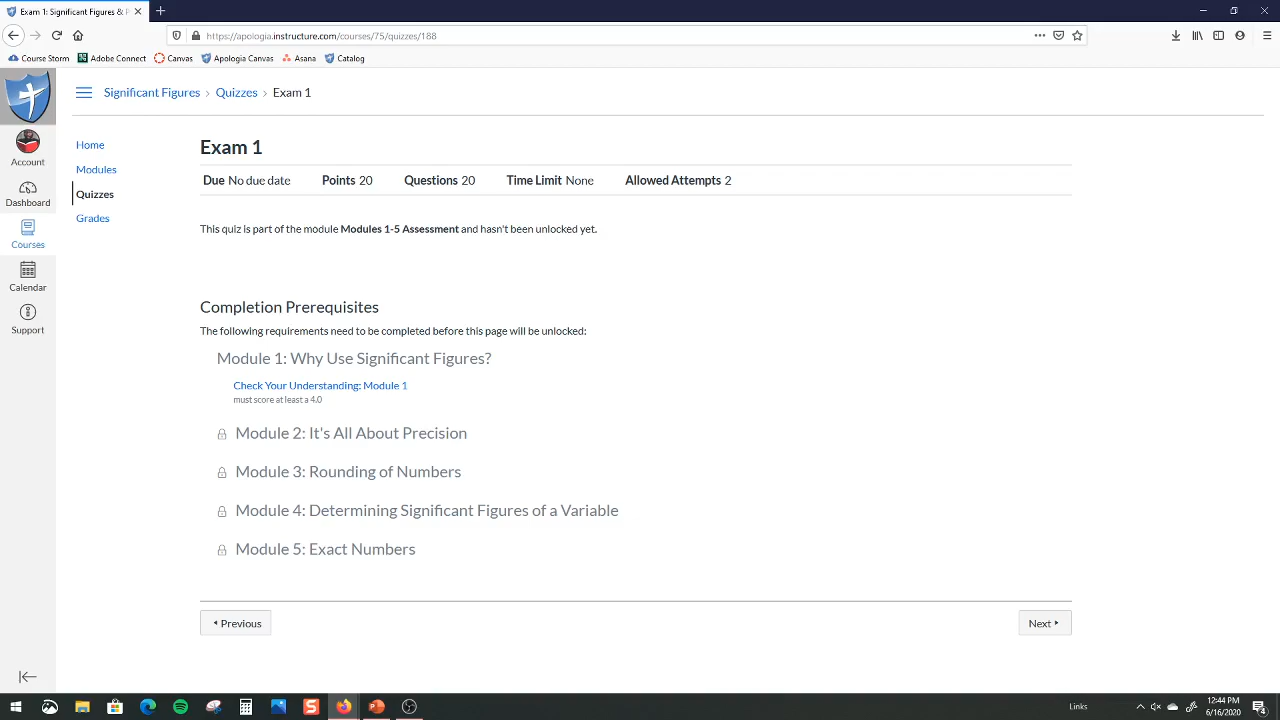 Exam 1: Significant Figures & P
https://apologia.instructure.com/courses/75/quizzes/188
Course Storm
Adobe Connect
Canvas
Apologia Canvas
Asana
Catalog
Significant Figures > Quizzes > Exam 1
Account
Dashboard
Courses
Calendar
Support
Home
Modules
Quizzes
Grades
Exam 1
Due No due date Points 20 Questions 20 Time Limit None Allowed Attempts 2
This quiz is part of the module Modules 1-5 Assessment and hasn't been unlocked yet.
Completion Prerequisites
The following requirements need to be completed before this page will be unlocked:
Module 1: Why Use Significant Figures?
Check Your Understanding: Module 1
must score at least a 4.0
Module 2: It's All About Precision
Module 3: Rounding of Numbers
Module 4: Determining Significant Figures of a Variable
Module 5: Exact Numbers
Previous
Next
Links
12:44 PM
6/16/2020
4